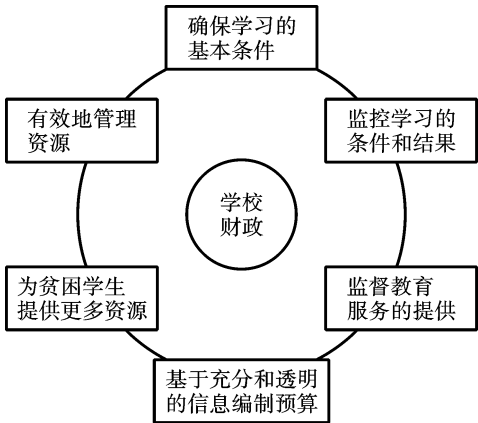 确保学习的
基本条件
有效地管理
资源
监控学习的
条件和结果
学校
财政
为贫困学生
提供更多资源
监督教育
服务的提供
基于充分和透明
的信息编制预算